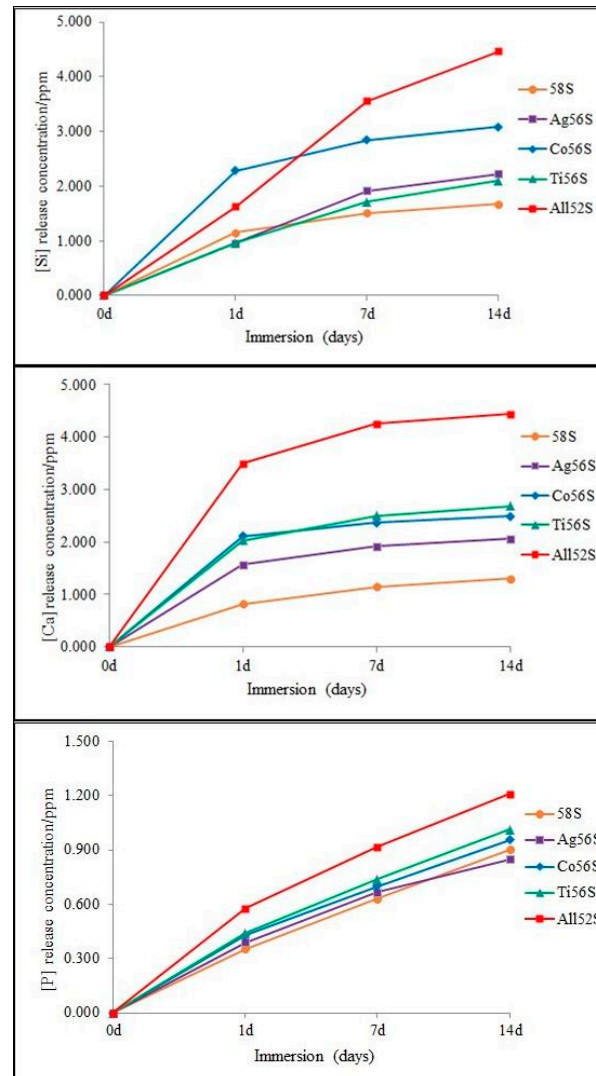 5.000
4.000
3.000
2.000
1.000
0.000
[Si] release concentration/ppm
0d 1d 7d 14d
Immersion (days)
58S
Ag56S
Co56S
Ti56S
All52S
5.000
4.000
3.000
2.000
1.000
0.000
[Ca] release concentration/ppm
0d 1d 7d 14d
Immersion (days)
58S
Ag56S
Co56S
Ti56S
All52S
1.500
1.200
0.900
0.600
0.300
0.000
[P] release concentration/ppm
0d 1d 7d 14d
Immersion (days)
58S
Ag56S
Co56S
Ti56S
All52S